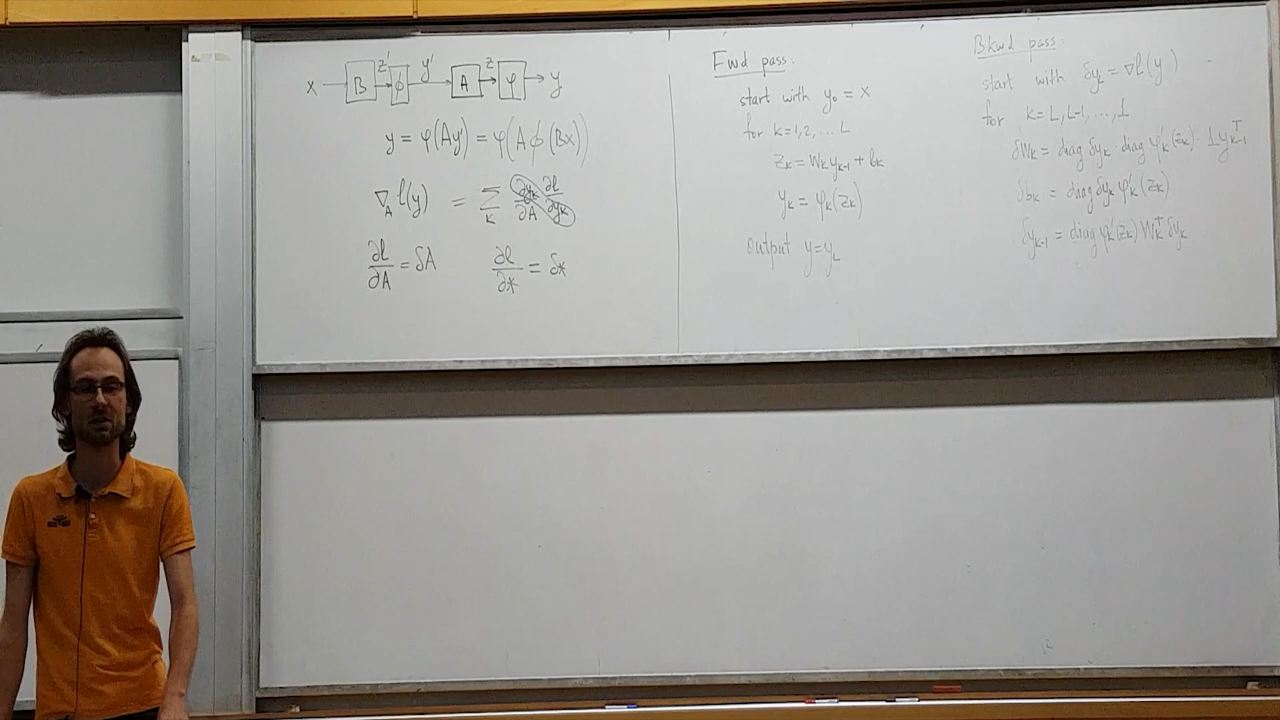 x B z' ϕ y' A z φ y
y = φ(Ay') = φ(Aϕ(Bx))
∇_A l(y) = Σ_k ∂y_k/∂A ∂l/∂y_k
∂l/∂A = δA ∂l/∂* = δ*
Fwd pass:
start with y₀ = x
for k=1,2,...L
z_k = W_k y_{k-1} + b_k
y_k = φ_k(z_k)
output y=y_L
Bkwd pass:
start with δy_L = ∇l(y)
for k=L,L-1,...,1
δW_k = diag δy_k · diag φ'_k(z_k) · 1y_{k-1}^T
δb_k = diag δy_k φ'_k(z_k)
δy_{k-1} = diag φ'_k(z_k) W_k^T δy_k